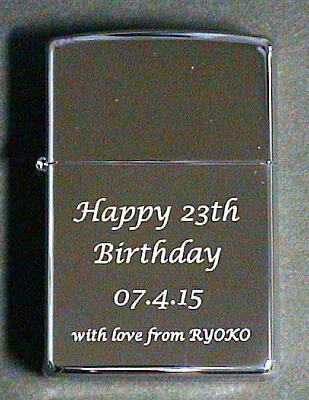 Happy 23th
Birthday
07.4.15
with love from RYOKO